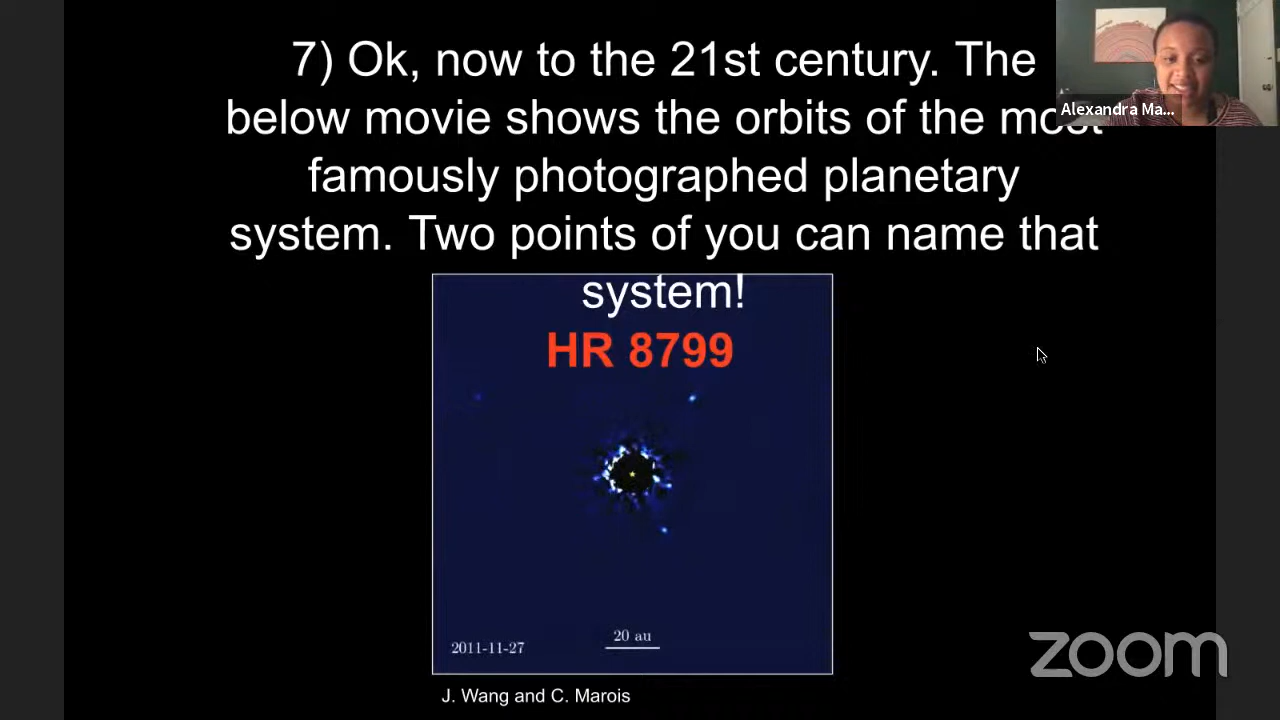 7) Ok, now to the 21st century. The
below movie shows the orbits of the most
famously photographed planetary
system. Two points of you can name that
system!
HR 8799
2011-11-27
20 au
J. Wang and C. Marois
Alexandra Ma...
zoom